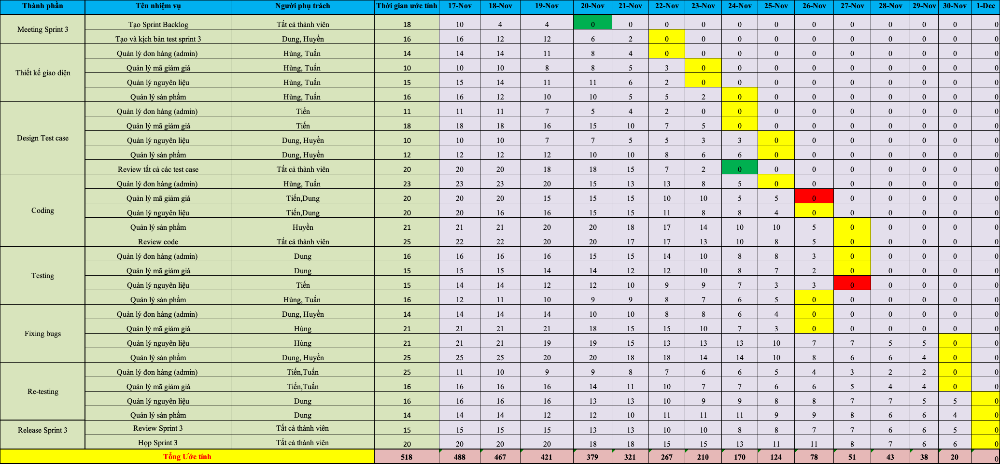 Thành phần Tên nhiệm vụ Người phụ trách Thời gian ước tính 17-Nov 18-Nov 19-Nov 20-Nov 21-Nov 22-Nov 23-Nov 24-Nov 25-Nov 26-Nov 27-Nov 28-Nov 29-Nov 30-Nov 1-Dec
Meeting Sprint 3
Tạo Sprint Backlog Tất cả thành viên 18 10 4 4 0 0 0 0 0 0 0 0 0 0 0 0
Tạo và kịch bản test sprint 3 Dung, Huyền 16 16 12 12 6 2 0 0 0 0 0 0 0 0 0 0
Thiết kế giao diện
Quản lý đơn hàng (admin) Hùng, Tuấn 14 14 14 11 8 4 0 0 0 0 0 0 0 0 0 0
Quản lý mã giảm giá Hùng, Tuấn 10 10 10 8 8 5 3 0 0 0 0 0 0 0 0 0
Quản lý nguyên liệu Hùng, Tuấn 15 15 14 11 11 6 2 0 0 0 0 0 0 0 0 0
Quản lý sản phẩm Hùng, Tuấn 16 16 12 10 10 5 5 2 0 0 0 0 0 0 0 0
Design Test case
Quản lý đơn hàng (admin) Tiến 11 11 11 7 5 4 2 0 0 0 0 0 0 0 0 0
Quản lý mã giảm giá Tiến 18 18 18 16 15 10 7 5 0 0 0 0 0 0 0 0
Quản lý nguyên liệu Dung, Huyền 10 10 10 7 7 5 5 3 3 0 0 0 0 0 0 0
Quản lý sản phẩm Dung, Huyền 12 12 12 12 10 10 8 6 6 0 0 0 0 0 0 0
Review tất cả các test case Tất cả thành viên 20 20 20 18 18 15 7 2 0 0 0 0 0 0 0 0
Coding
Quản lý đơn hàng (admin) Hùng, Tuấn 23 23 23 20 15 13 13 8 5 0 0 0 0 0 0 0
Quản lý mã giảm giá Tiến,Dung 20 20 20 15 15 15 10 10 5 5 0 0 0 0 0 0
Quản lý nguyên liệu Tiến,Dung 20 20 16 16 15 15 11 8 8 4 0 0 0 0 0 0
Quản lý sản phẩm Huyền 21 21 21 20 20 18 17 14 10 10 5 0 0 0 0 0
Review code Tất cả thành viên 25 22 22 20 20 17 17 13 10 8 5 0 0 0 0 0
Testing
Quản lý đơn hàng (admin) Dung 16 16 16 16 15 15 14 10 8 8 3 0 0 0 0 0
Quản lý mã giảm giá Dung 15 15 15 14 14 12 12 10 8 7 2 0 0 0 0 0
Quản lý nguyên liệu Tiến 15 14 14 12 12 10 9 9 7 3 3 0 0 0 0 0
Quản lý sản phẩm Hùng, Tuấn 16 12 11 10 9 9 8 7 6 5 0 0 0 0 0 0
Fixing bugs
Quản lý đơn hàng (admin) Dung, Huyền 14 14 14 14 10 10 8 8 6 4 0 0 0 0 0 0
Quản lý mã giảm giá Hùng 21 21 21 21 18 15 15 10 7 3 0 0 0 0 0 0
Quản lý nguyên liệu Hùng 21 21 21 19 19 15 13 13 13 10 7 7 5 5 0 0
Quản lý sản phẩm Dung, Huyền 25 25 25 20 20 18 18 14 14 10 8 6 6 4 0 0
Re-testing
Quản lý đơn hàng (admin) Tiến,Tuấn 25 11 10 9 9 8 7 6 6 5 4 3 2 2 0 0
Quản lý mã giảm giá Tiến,Tuấn 16 16 16 16 14 11 10 7 7 6 6 5 4 4 0 0
Quản lý nguyên liệu Dung 16 16 16 16 13 13 10 9 9 8 8 7 7 5 5 0
Quản lý sản phẩm Dung 14 14 14 12 12 10 11 11 11 9 9 8 6 6 4 0
Release Sprint 3
Review Sprint 3 Tất cả thành viên 15 15 15 15 13 13 10 10 8 8 7 7 6 6 5 0
Họp Sprint 3 Tất cả thành viên 20 20 20 20 18 18 15 15 13 11 11 8 7 6 6 0
Tổng Ước tính 518 488 467 421 379 321 267 210 170 124 78 51 43 38 20 0